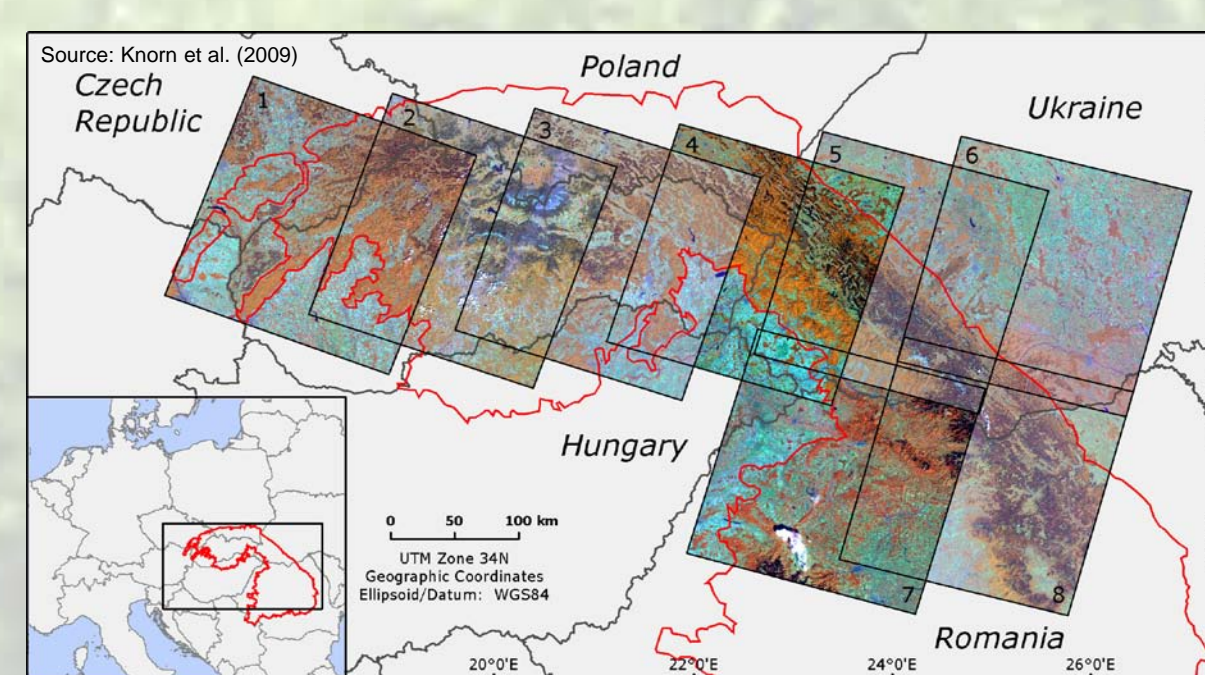 Source: Knorn et al. (2009)
Czech
Republic
Poland
Ukraine
1
2
3
4
5
6
Hungary
0 50 100 km
UTM Zone 34N
Geographic Coordinates
Ellipsoid/Datum: WGS84
7
8
Romania
20°0'E 22°0'E 24°0'E 26°0'E